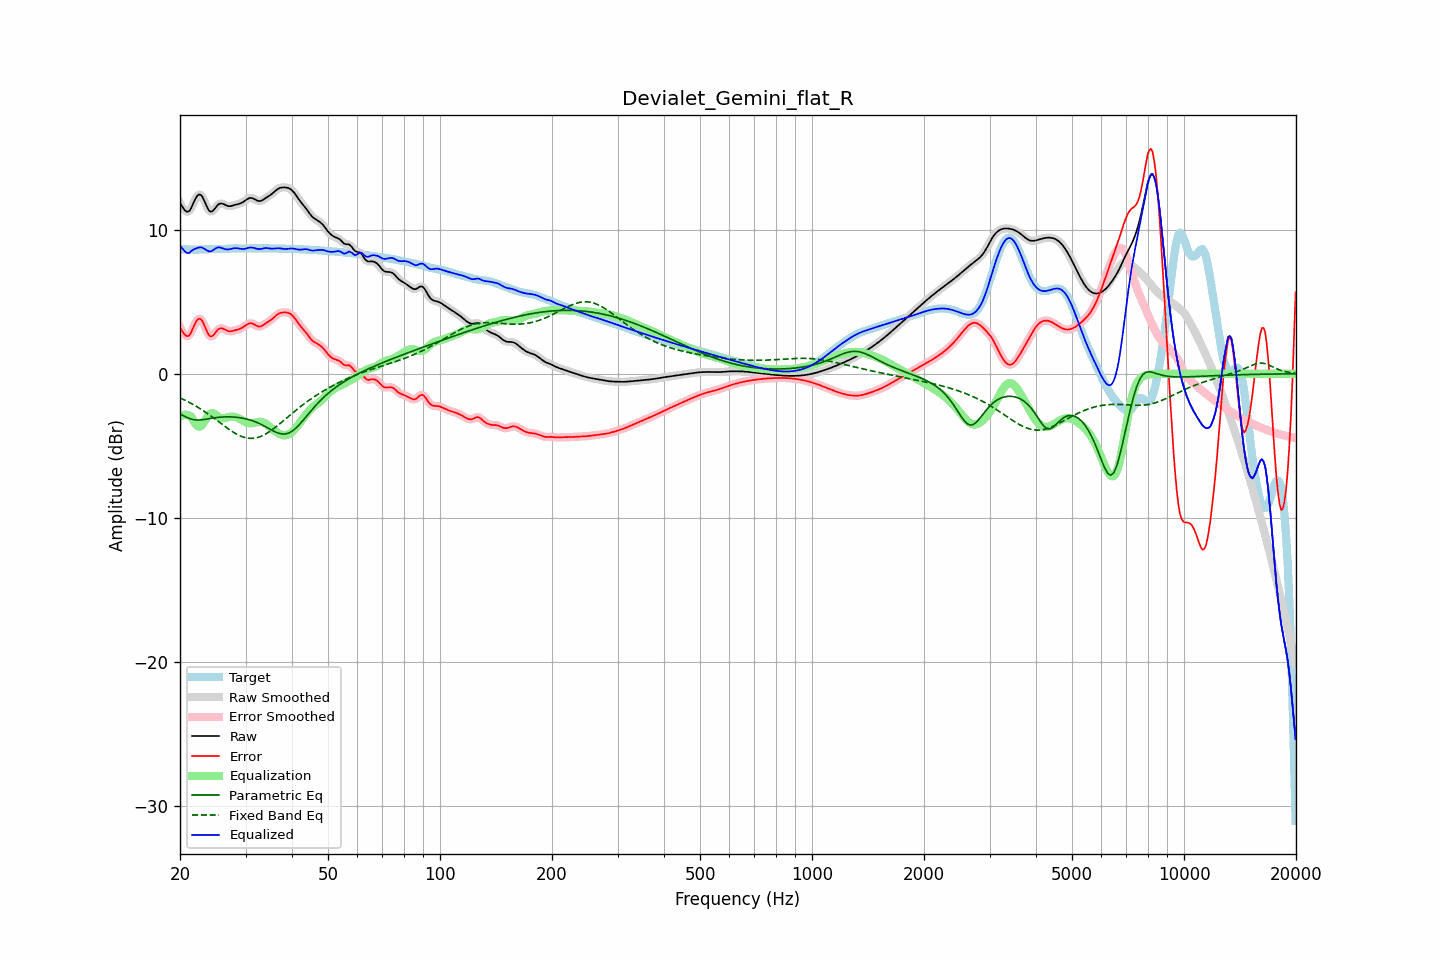 Devialet_Gemini_flat_R
Amplitude (dBr)
10
0
−10
−20
−30
Target
Raw Smoothed
Error Smoothed
Raw
Error
Equalization
Parametric Eq
Fixed Band Eq
Equalized
20 50 100 200 500 1000 2000 5000 10000 20000
Frequency (Hz)